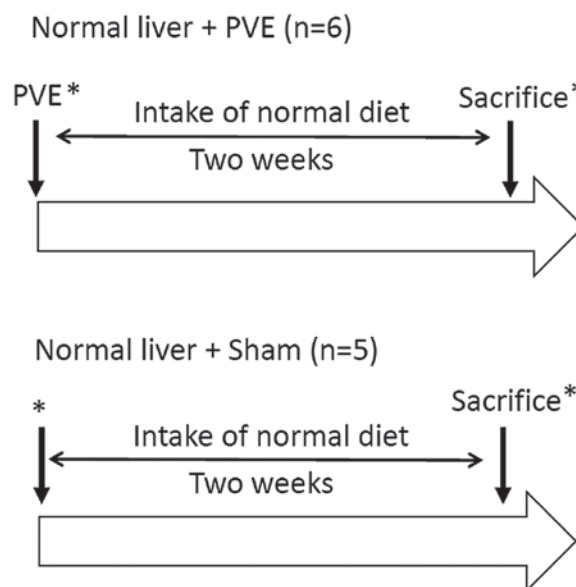 Normal liver + PVE (n=6)
PVE* Sacrifice*
Intake of normal diet
Two weeks
Normal liver + Sham (n=5)
* Sacrifice*
Intake of normal diet
Two weeks